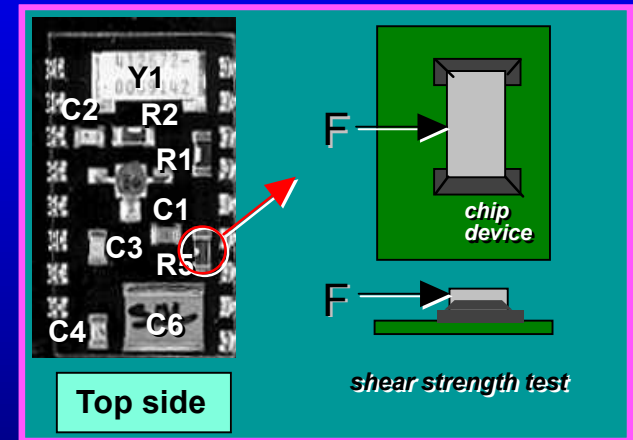 Y1
C2
R2
R1
C1
C3
R5
C4
C6
Top side
F
chip
device
F
shear strength test